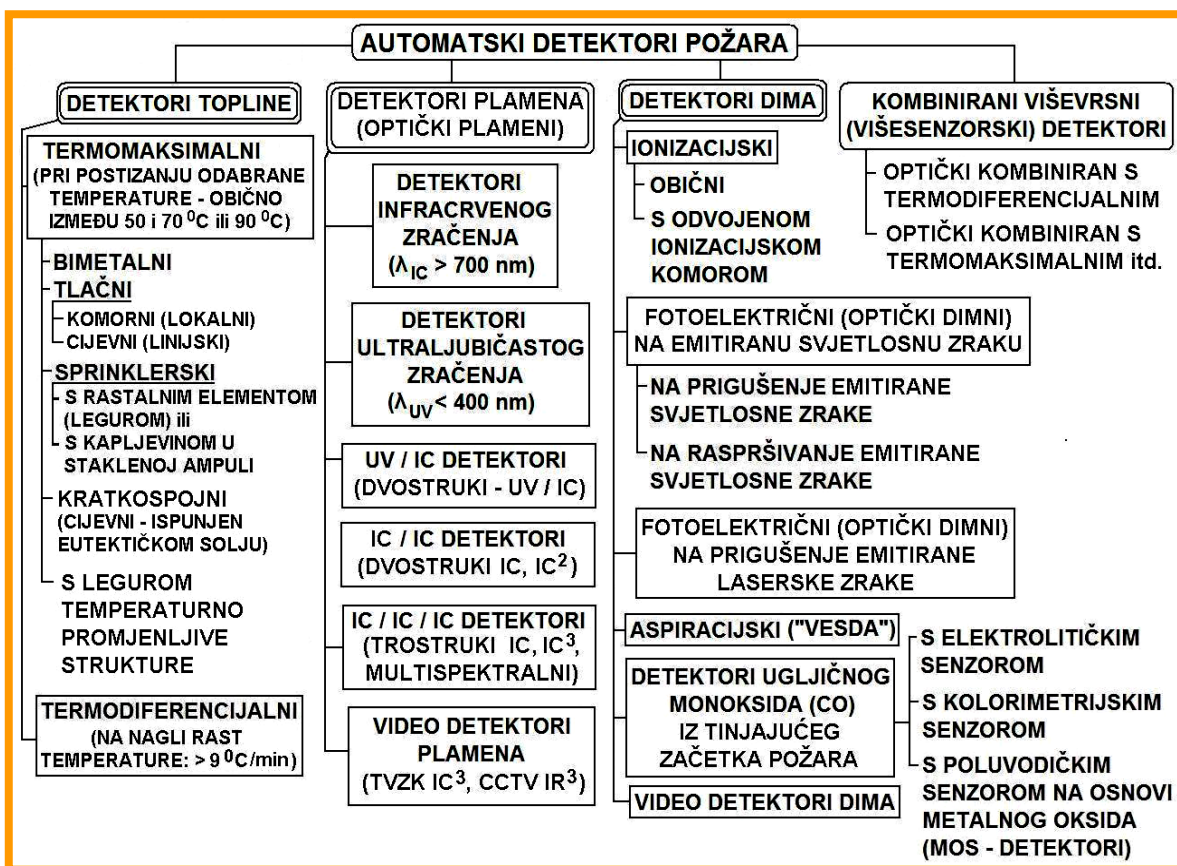 AUTOMATSKI DETEKTORI POŽARA
DETEKTORI TOPLINE
TERMOMAKSIMALNI
(PRI POSTIZANJU ODABRANE
TEMPERATURE - OBIČNO
IZMEĐU 50 i 70 ⁰C ili 90 ⁰C)
BIMETALNI
TLAČNI
KOMORNI (LOKALNI)
CIJEVNI (LINIJSKI)
SPRINKLERSKI
S RASTALNIM ELEMENTOM
(LEGUROM) ili
S KAPLJEVINOM U
STAKLENOJ AMPULI
KRATKOSPOJNI
(CIJEVNI - ISPUNJEN
EUTEKTIČKOM SOLJU)
S LEGUROM
TEMPERATURNO
PROMJENLJIVE
STRUKTURE
TERMODIFERENCIJALNI
(NA NAGLI RAST
TEMPERATURE: > 9 ⁰C/min)
DETEKTORI PLAMENA
(OPTIČKI PLAMENI)
DETEKTORI
INFRACRVENOG
ZRAČENJA
(λ IC > 700 nm)
DETEKTORI
ULTRALJUBIČASTOG
ZRAČENJA
(λUV < 400 nm)
UV / IC DETEKTORI
(DVOSTRUKI - UV / IC)
IC / IC DETEKTORI
(DVOSTRUKI IC, IC²)
IC / IC / IC DETEKTORI
(TROSTRUKI IC, IC³,
MULTISPEKTRALNI)
VIDEO DETEKTORI
PLAMENA
(TVZK IC³, CCTV IR³)
DETEKTORI DIMA
IONIZACIJSKI
OBIČNI
S ODVOJENOM
IONIZACIJSKOM
KOMOROM
FOTOELEKTRIČNI (OPTIČKI DIMNI)
NA EMITIRANU SVJETLOSNU ZRAKU
NA PRIGUŠENJE EMITIRANE
SVJETLOSNE ZRAKE
NA RASPRŠIVANJE EMITIRANE
SVJETLOSNE ZRAKE
FOTOELEKTRIČNI (OPTIČKI DIMNI)
NA PRIGUŠENJE EMITIRANE
LASERSKE ZRAKE
ASPIRACIJSKI ("VESDA")
DETEKTORI UGLJIČNOG
MONOKSIDA (CO)
IZ TINJAJUĆEG
ZAČETKA POŽARA
S ELEKTROLITIČKIM
SENZOROM
S KOLORIMETRIJSKIM
SENZOROM
S POLUVODIČKIM
SENZOROM NA OSNOVI
METALNOG OKSIDA
(MOS - DETEKTORI)
VIDEO DETEKTORI DIMA
KOMBINIRANI VIŠEVRSNI
(VIŠESENZORSKI) DETEKTORI
OPTIČKI KOMBINIRAN S
TERMODIFERENCIJALNIM
OPTIČKI KOMBINIRAN S
TERMOMAKSIMALNIM itd.